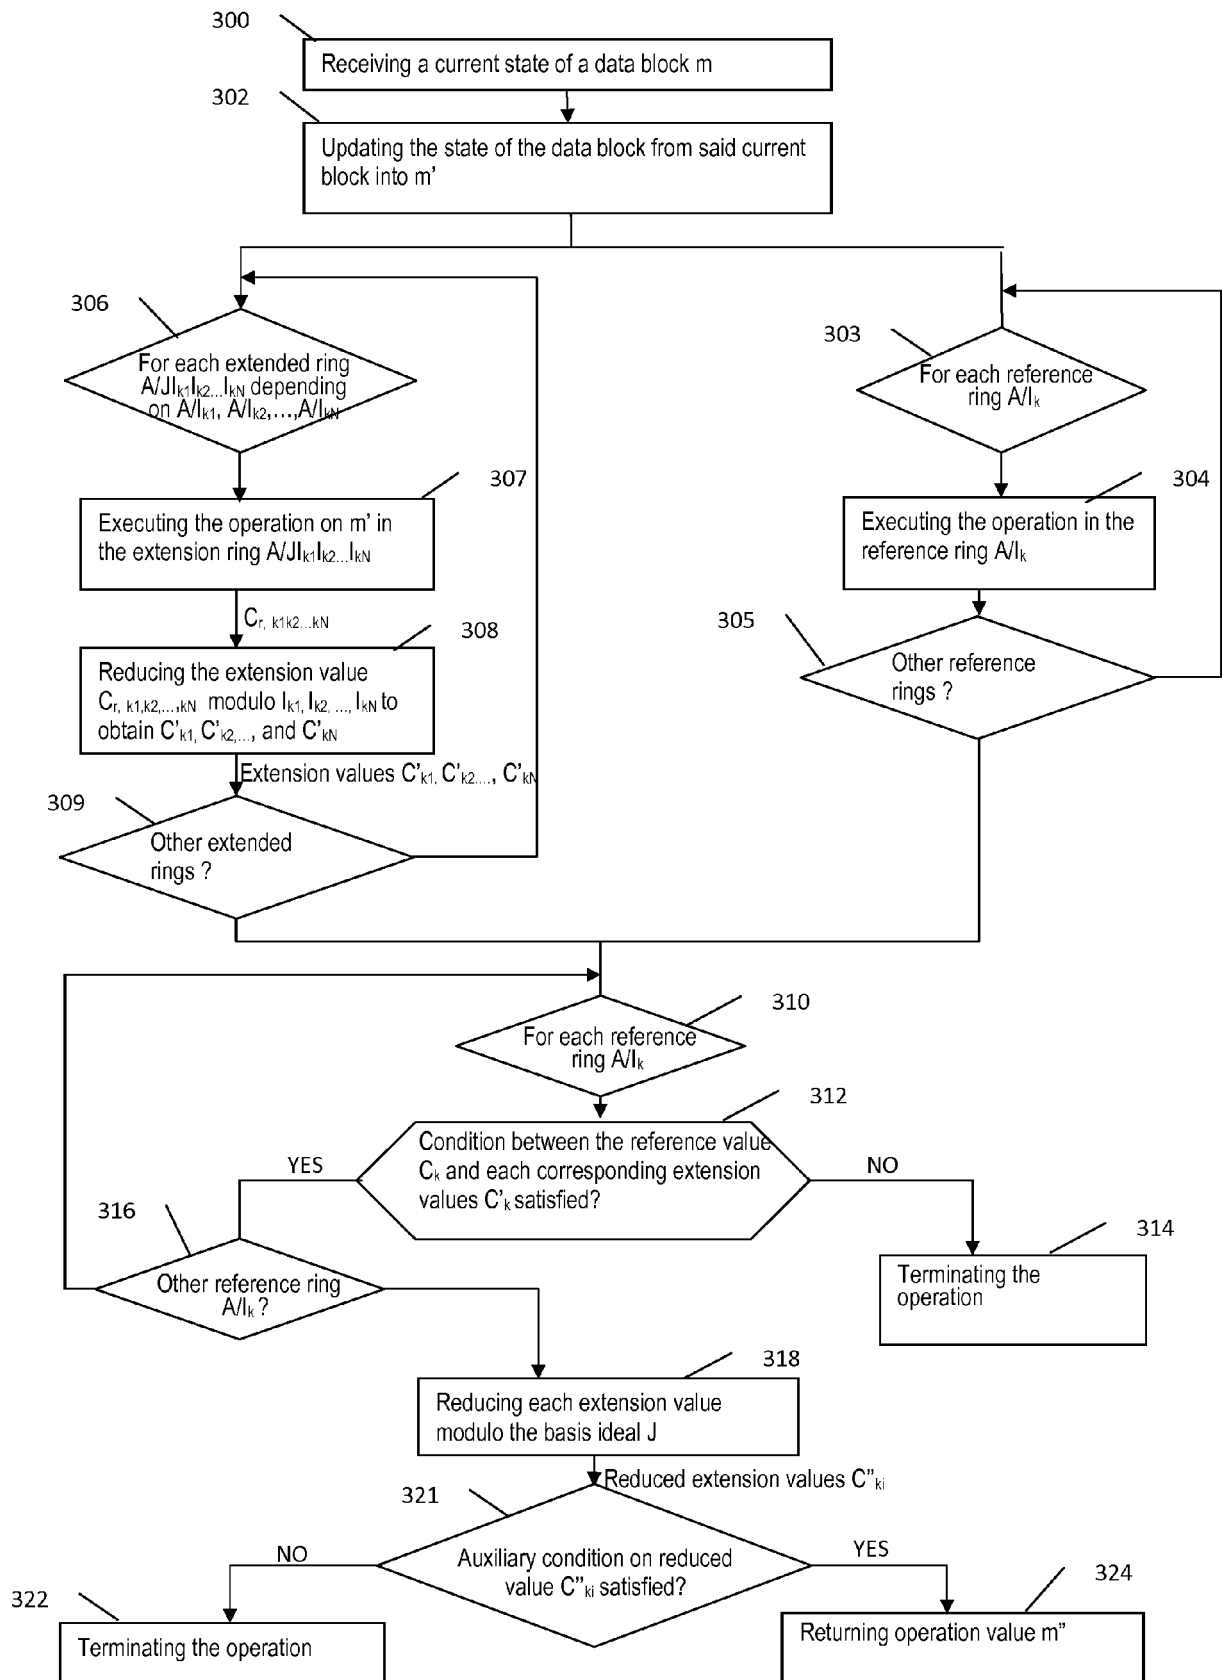 300
Receiving a current state of a data block m
302
Updating the state of the data block from said current
block into m’
306
For each extended ring
A/JIk1Ik2...IkN depending
on A/Ik1, A/Ik2,…,A/IkN
303
For each reference
ring A/Ik
307
Executing the operation on m’ in
the extension ring A/JIk1Ik2...IkN
304
Executing the operation in the
reference ring A/Ik
Cr, k1k2...kN
308
Reducing the extension value
Cr, k1,k2,...,kN modulo Ik1, Ik2, ..., IkN to
obtain C’k1, C’k2,..., and C’kN
305
Other reference
rings ?
Extension values C’k1, C’k2...., C’kN
309
Other extended
rings ?
310
For each reference
ring A/Ik
312
Condition between the reference value
Ck and each corresponding extension
values C’k satisfied?
YES
NO
316
Other reference ring
A/Ik ?
314
Terminating the
operation
318
Reducing each extension value
modulo the basis ideal J
Reduced extension values C”ki
321
Auxiliary condition on reduced
value C”ki satisfied?
NO
YES
322
Terminating the operation
324
Returning operation value m”